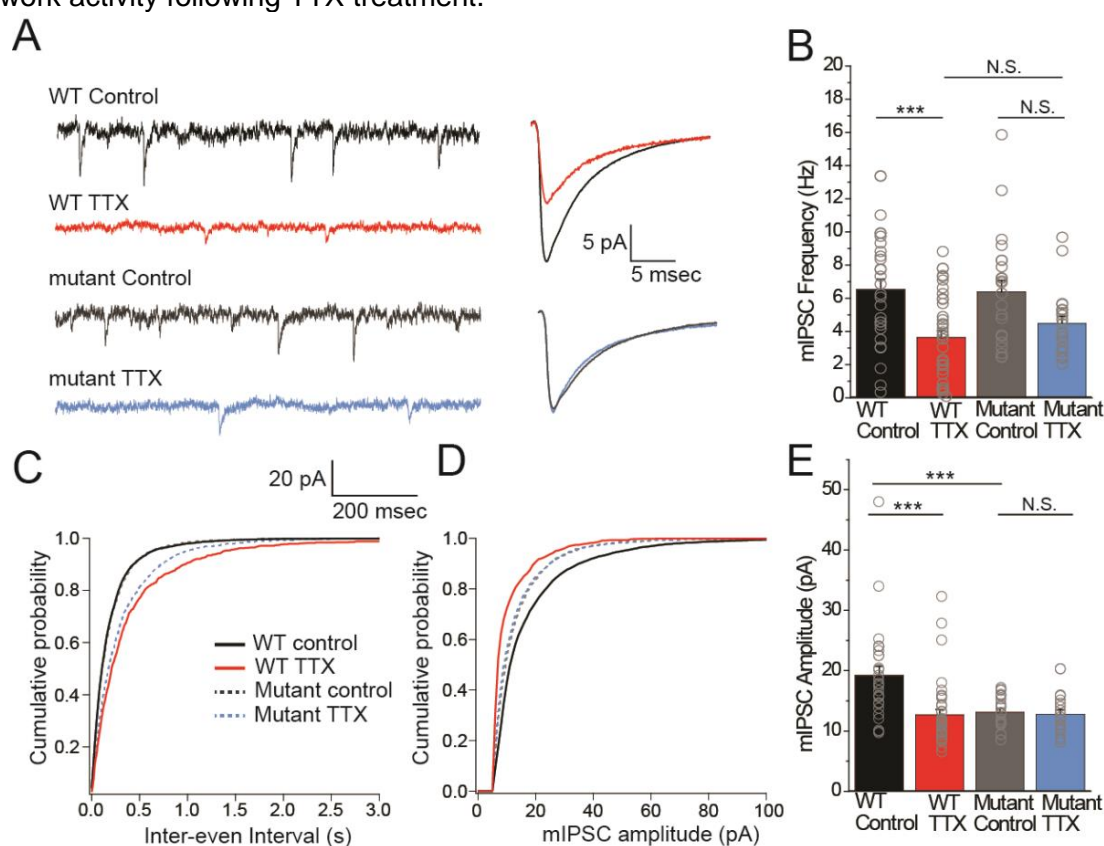 work activity following TTX treatment.
A
WT Control
WT TTX
mutant Control
mutant TTX
5 pA
5 msec
20 pA
200 msec
B
mIPSC Frequency (Hz)
20
18
16
14
12
10
8
6
4
2
0
N.S.
***
N.S.
WT Control
WT TTX
Mutant Control
Mutant TTX
C
Cumulative probability
1.0
0.8
0.6
0.4
0.2
0.0
0.5
1.0
1.5
2.0
2.5
3.0
Inter-even Interval (s)
WT control
WT TTX
Mutant control
Mutant TTX
D
Cumulative probability
1.0
0.8
0.6
0.4
0.2
0.0
0
20
40
60
80
100
mIPSC amplitude (pA)
E
mIPSC Amplitude (pA)
50
40
30
20
10
0
***
***
N.S.
WT Control
WT TTX
Mutant Control
Mutant TTX